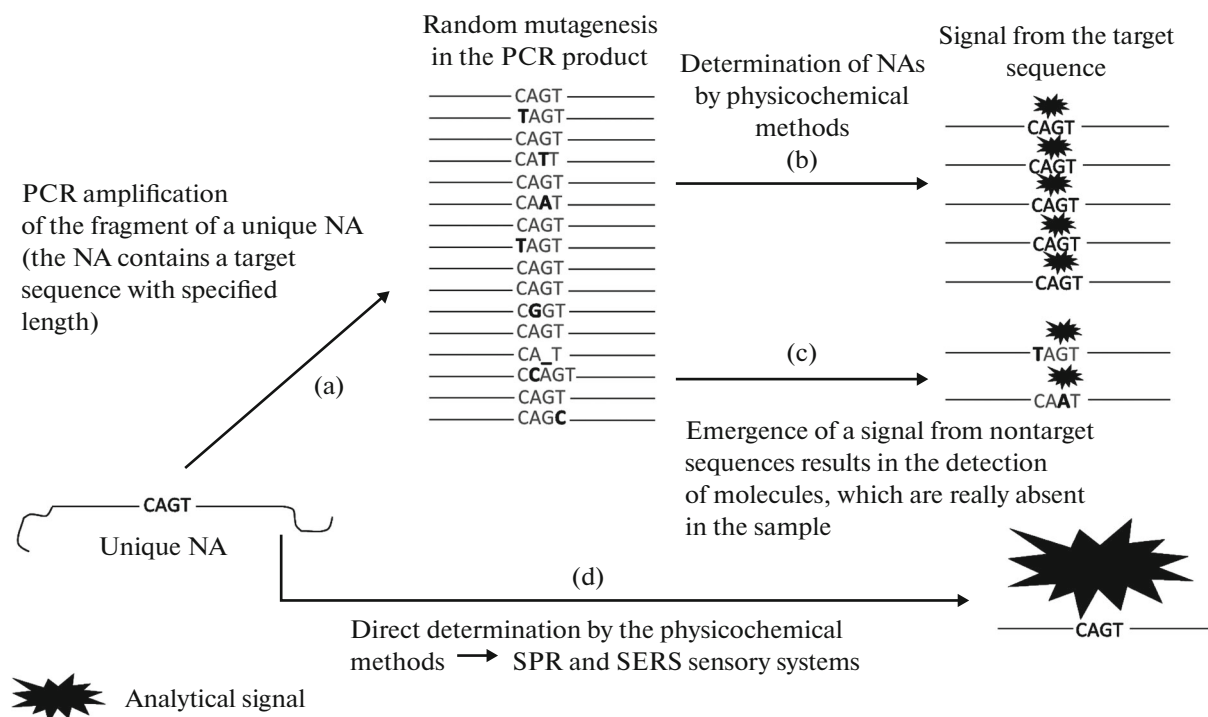 Random mutagenesis
in the PCR product
CAGT
TAGT
CAGT
CATT
CAGT
CAAT
CAGT
TAGT
CAGT
CAGT
CGGT
CAGT
CA_T
CCAGT
CAGT
CAGC
Determination of NAs
by physicochemical
methods
(b)
Signal from the target
sequence
CAGT
CAGT
CAGT
CAGT
CAGT
PCR amplification
of the fragment of a unique NA
(the NA contains a target
sequence with specified
length)
(a)
(c)
TAGT
CAAT
Emergence of a signal from nontarget
sequences results in the detection
of molecules, which are really absent
in the sample
CAGT
Unique NA
(d)
CAGT
Direct determination by the physicochemical
methods → SPR and SERS sensory systems
Analytical signal